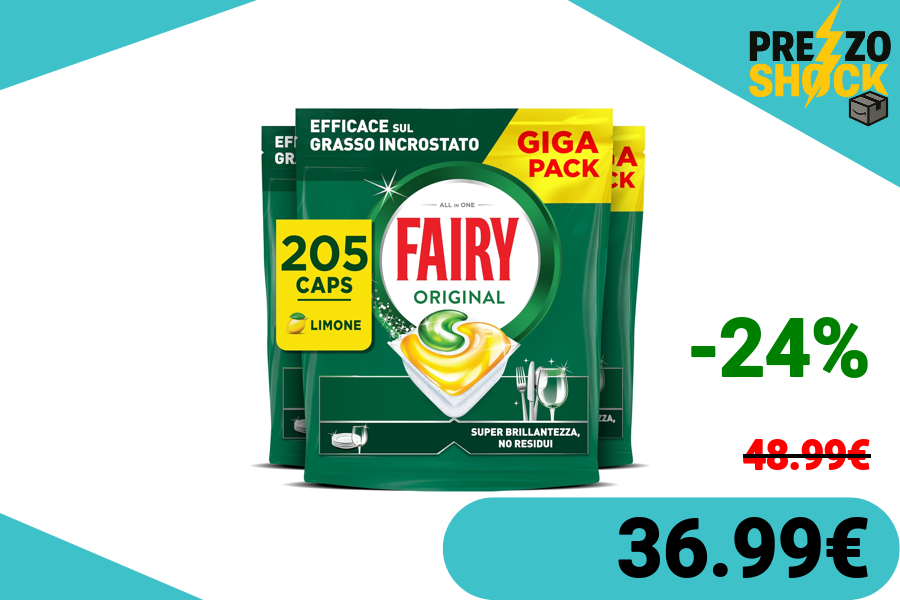 PREZZO
SHOCK
EFFICACE SUL
GRASSO INCROSTATO
GIGA
PACK
ALL IN ONE
FAIRY
ORIGINAL
205
CAPS
LIMONE
SUPER BRILLANTEZZA,
NO RESIDUI
-24%
48.99€
36.99€